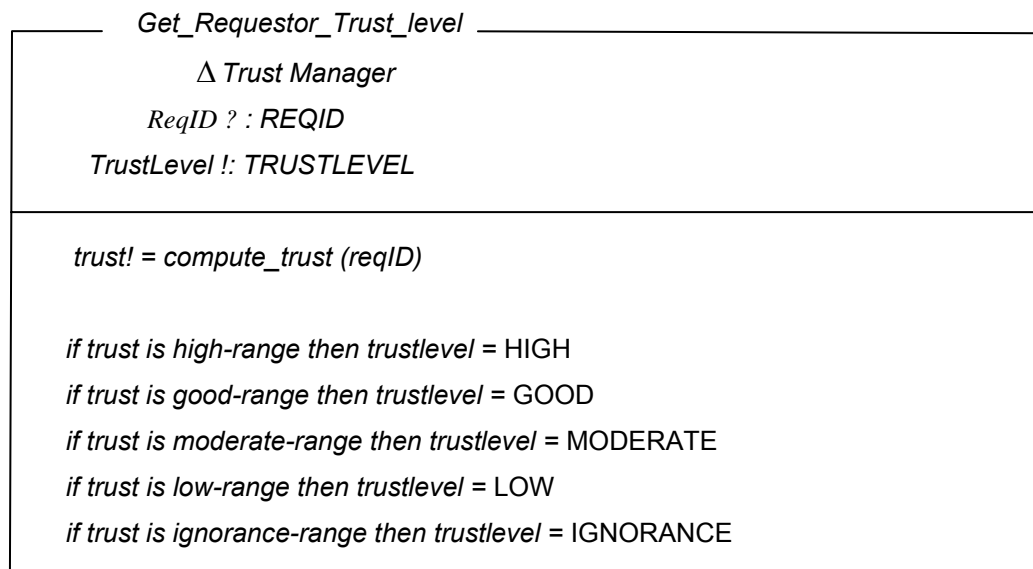 Get_Requestor_Trust_level
Δ Trust Manager
ReqID ? : REQID
TrustLevel !: TRUSTLEVEL
trust! = compute_trust (reqID)
if trust is high-range then trustlevel = HIGH
if trust is good-range then trustlevel = GOOD
if trust is moderate-range then trustlevel = MODERATE
if trust is low-range then trustlevel = LOW
if trust is ignorance-range then trustlevel = IGNORANCE